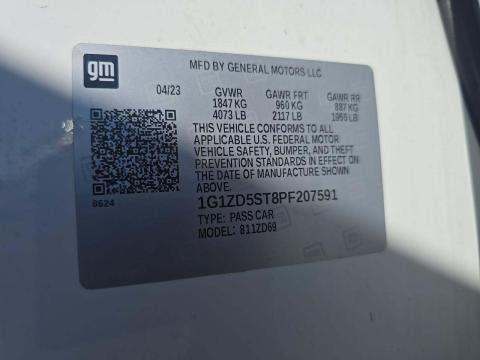 gm
MFD BY GENERAL MOTORS LLC
04/23 GVWR GAWR FRT GAWR RR
1847 KG 960 KG 887 KG
4073 LB 2117 LB 1955 LB
THIS VEHICLE CONFORMS TO ALL
APPLICABLE U.S. FEDERAL MOTOR
VEHICLE SAFETY, BUMPER, AND THEFT
PREVENTION STANDARDS IN EFFECT ON
THE DATE OF MANUFACTURE SHOWN
ABOVE.
8624
1G1ZD5ST8PF207591
TYPE: PASS CAR
MODEL: 811ZD69